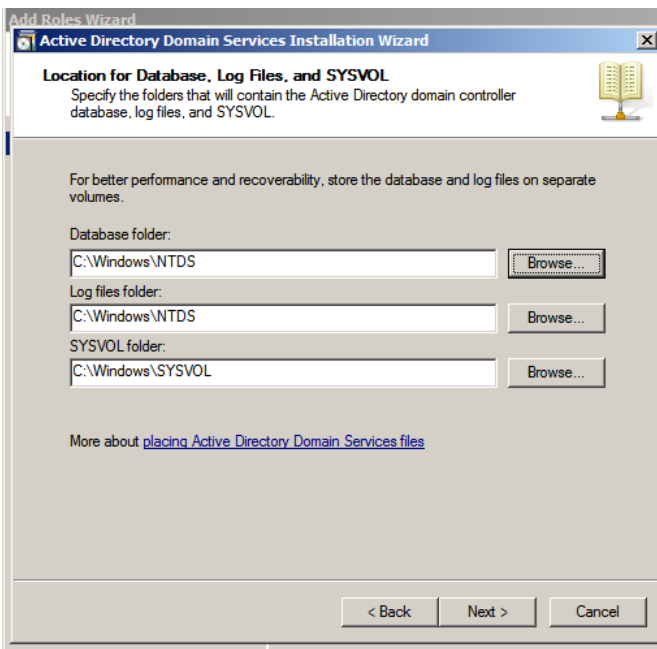 Add Roles Wizard
Active Directory Domain Services Installation Wizard
Location for Database, Log Files, and SYSVOL
Specify the folders that will contain the Active Directory domain controller
database, log files, and SYSVOL.
For better performance and recoverability, store the database and log files on separate
volumes.
Database folder:
C:\Windows\NTDS
Browse...
Log files folder:
C:\Windows\NTDS
Browse...
SYSVOL folder:
C:\Windows\SYSVOL
Browse...
More about placing Active Directory Domain Services files
< Back Next > Cancel